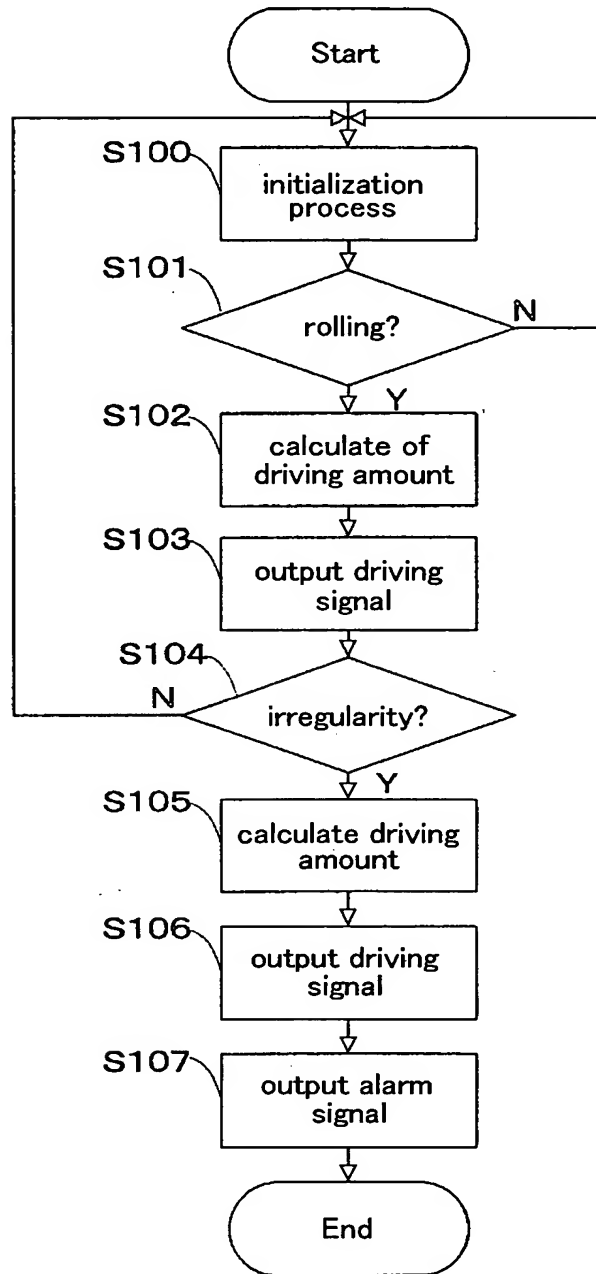 Start
S100
initialization
process
S101
rolling?
N
Y
S102
calculate of
driving amount
S103
output driving
signal
S104
N
irregularity?
Y
S105
calculate driving
amount
S106
output driving
signal
S107
output alarm
signal
End